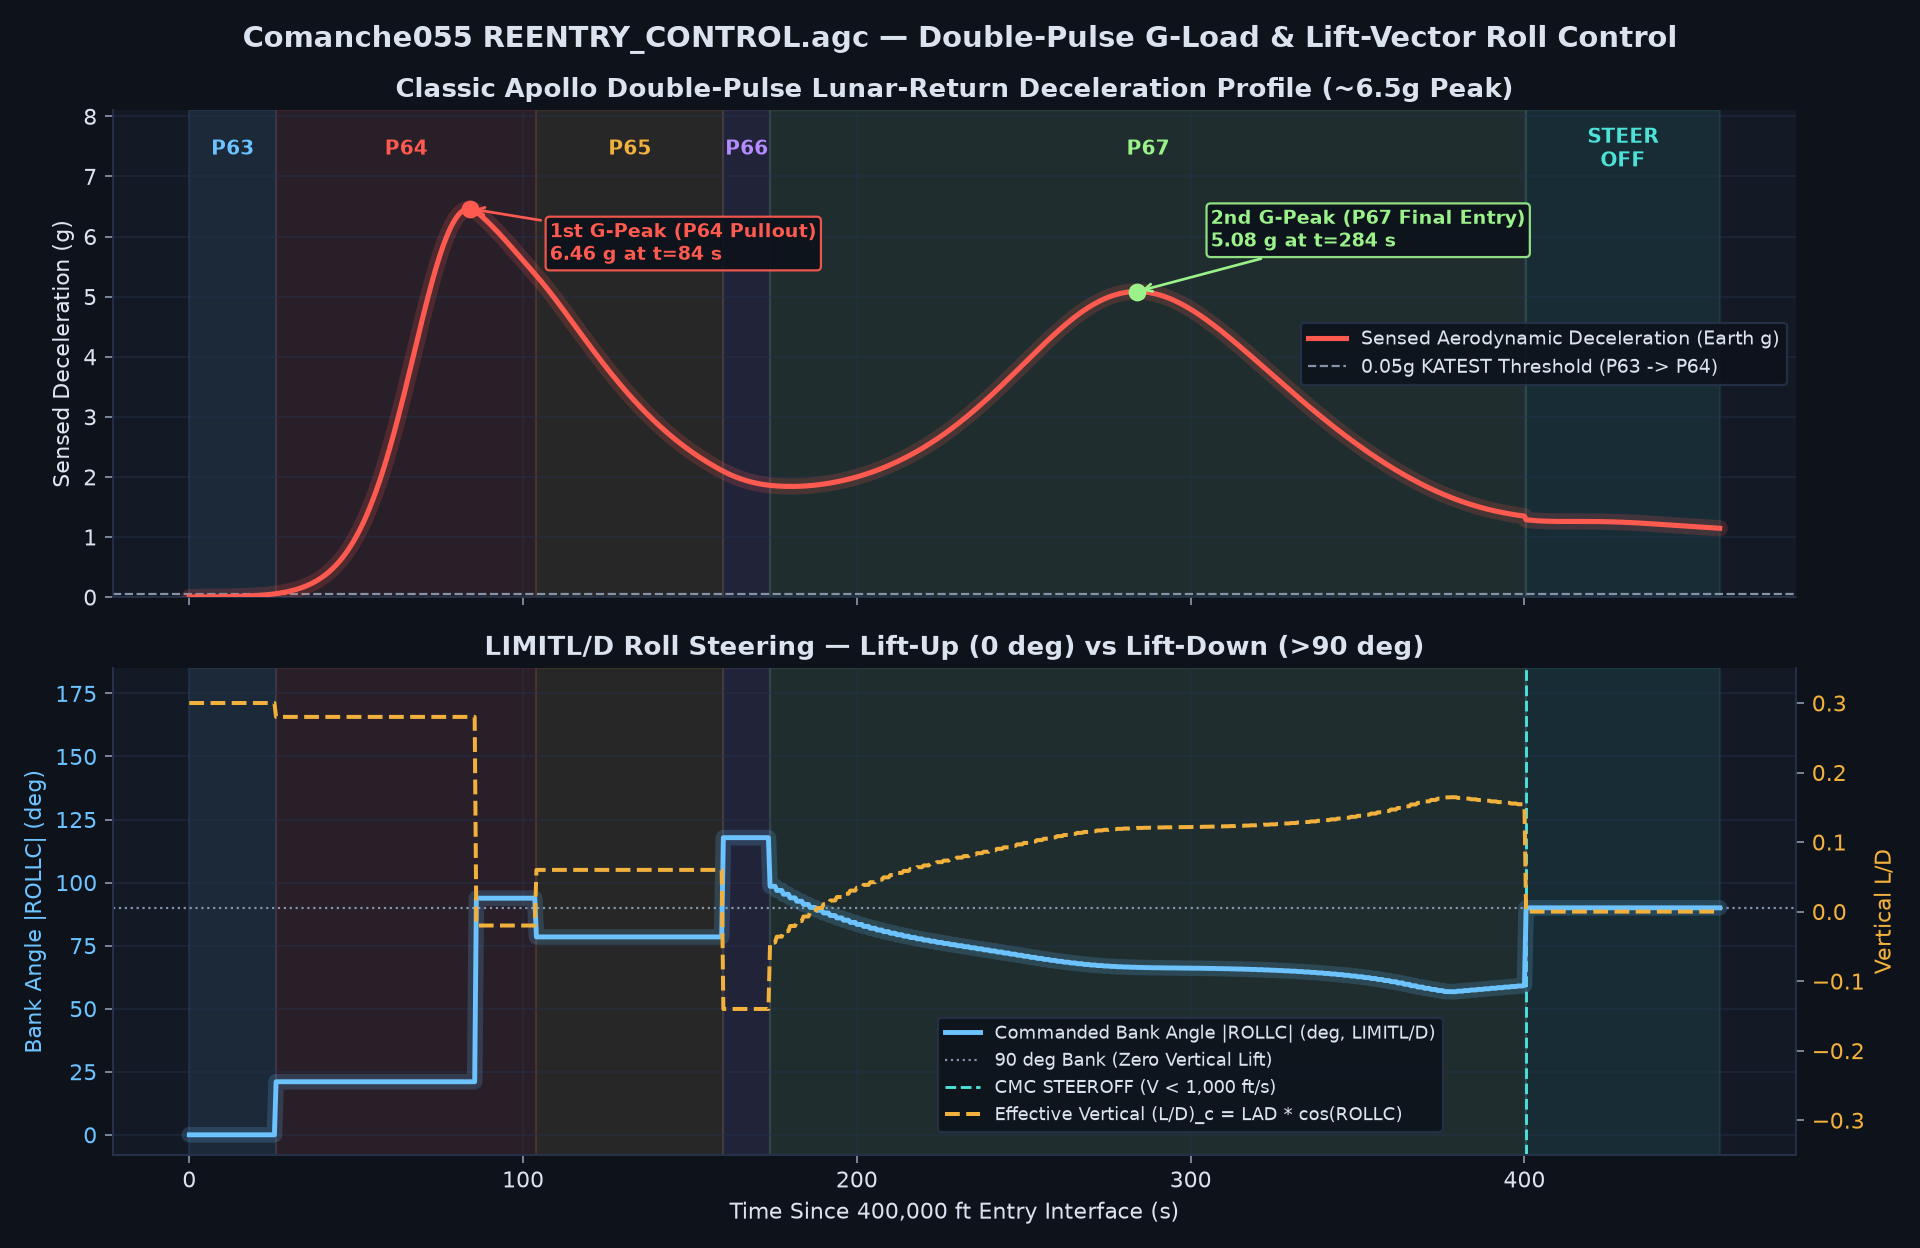 Comanche055 REENTRY_CONTROL.agc — Double-Pulse G-Load & Lift-Vector Roll Control
Classic Apollo Double-Pulse Lunar-Return Deceleration Profile (~6.5g Peak)
Sensed Deceleration (g)
8
7
6
5
4
3
2
1
0
P63
P64
P65
P66
P67
STEER
OFF
1st G-Peak (P64 Pullout)
6.46 g at t=84 s
2nd G-Peak (P67 Final Entry)
5.08 g at t=284 s
Sensed Aerodynamic Deceleration (Earth g)
0.05g KATEST Threshold (P63 -> P64)
LIMITL/D Roll Steering — Lift-Up (0 deg) vs Lift-Down (>90 deg)
Bank Angle |ROLLC| (deg)
175
150
125
100
75
50
25
0
0.3
0.2
0.1
0.0
−0.1
−0.2
−0.3
Vertical L/D
Commanded Bank Angle |ROLLC| (deg, LIMITL/D)
90 deg Bank (Zero Vertical Lift)
CMC STEEROFF (V < 1,000 ft/s)
Effective Vertical (L/D)_c = LAD * cos(ROLLC)
0
100
200
300
400
Time Since 400,000 ft Entry Interface (s)